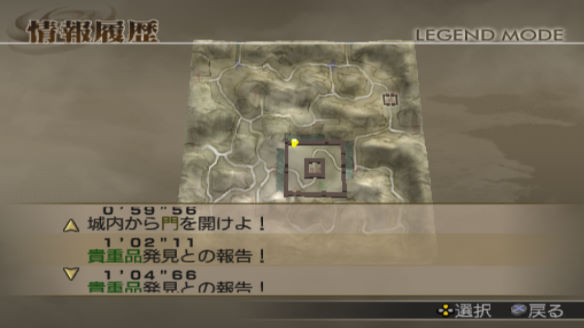 情報履歴
LEGEND MODE
0'59"56
城内から門を開けよ！
1'02"11
貴重品発見との報告！
1'04"66
貴重品発見との報告！
選択 戻る